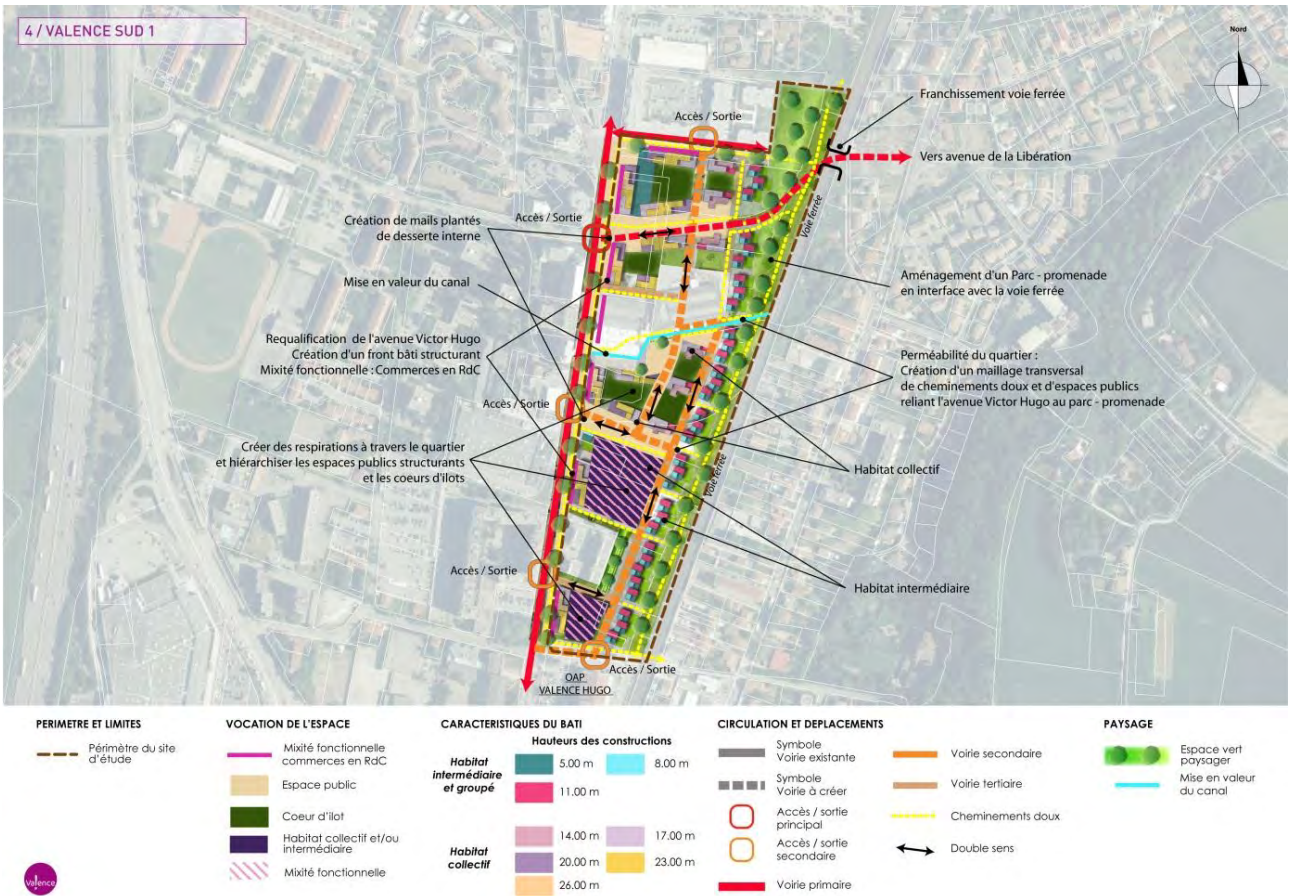 4 / VALENCE SUD 1
Nord
Franchissement voie ferrée
Accès / Sortie
Vers avenue de la Libération
Création de mails plantés
de desserte interne
Accès / Sortie
Voie ferrée
Mise en valeur du canal
Aménagement d'un Parc - promenade
en interface avec la voie ferrée
Requalification de l'avenue Victor Hugo
Création d'un front bâti structurant
Mixité fonctionnelle : Commerces en RdC
Perméabilité du quartier :
Création d'un maillage transversal
de cheminements doux et d'espaces publics
reliant l'avenue Victor Hugo au parc - promenade
Accès / Sortie
Créer des respirations à travers le quartier
et hiérarchiser les espaces publics structurants
et les coeurs d'ilots
Habitat collectif
Voie ferrée
Accès / Sortie
Habitat intermédiaire
Accès / Sortie
OAP
VALENCE HUGO
PERIMETRE ET LIMITES
Périmètre du site
d'étude
VOCATION DE L'ESPACE
Mixité fonctionnelle
commerces en RdC
Espace public
Coeur d'ilot
Habitat collectif et/ou
intermédiaire
Mixité fonctionnelle
CARACTERISTIQUES DU BATI
Hauteurs des constructions
Habitat
intermédiaire
et groupé
5.00 m
8.00 m
11.00 m
Habitat
collectif
14.00 m
17.00 m
20.00 m
23.00 m
26.00 m
CIRCULATION ET DEPLACEMENTS
Symbole
Voirie existante
Symbole
Voirie à créer
Accès / sortie
principal
Accès / sortie
secondaire
Voirie primaire
Voirie secondaire
Voirie tertiaire
Cheminements doux
Double sens
PAYSAGE
Espace vert
paysager
Mise en valeur
du canal
Valence